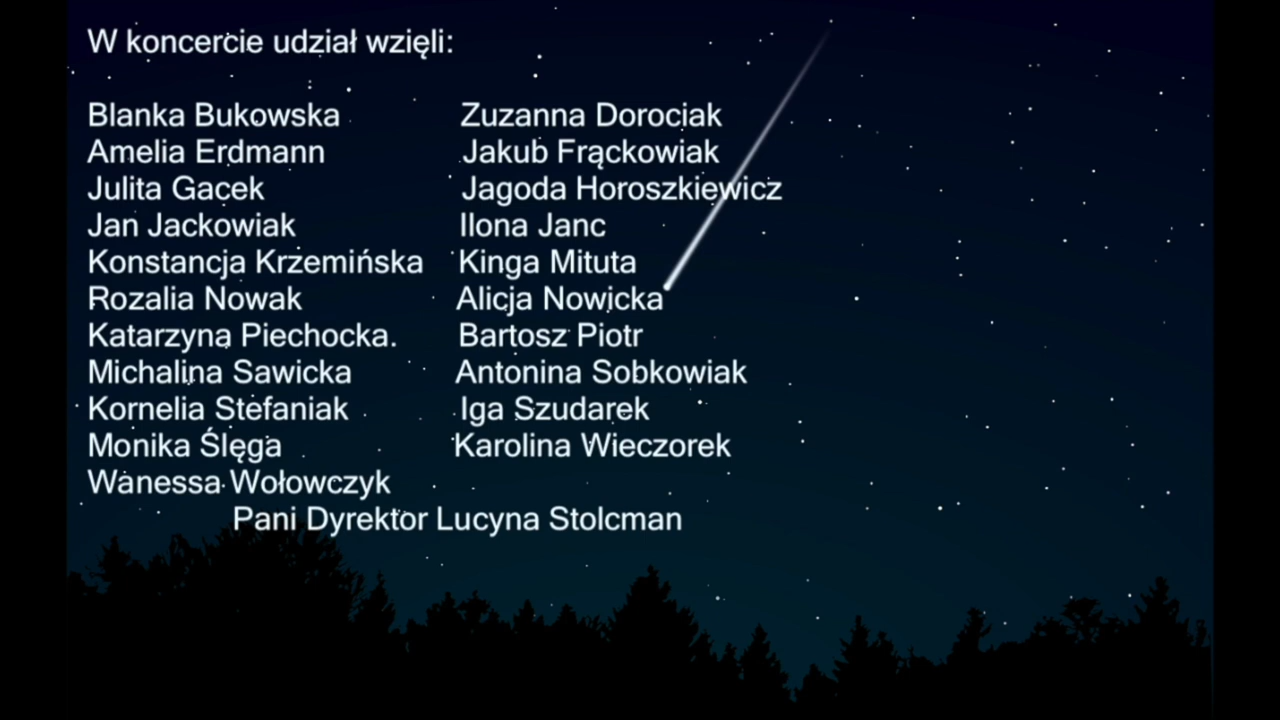 W koncercie udział wzięli:
Blanka Bukowska Zuzanna Dorociak
Amelia Erdmann Jakub Frąckowiak
Julita Gacek Jagoda Horoszkiewicz
Jan Jackowiak Ilona Janc
Konstancja Krzemińska Kinga Mituta
Rozalia Nowak Alicja Nowicka
Katarzyna Piechocka. Bartosz Piotr
Michalina Sawicka Antonina Sobkowiak
Kornelia Stefaniak Iga Szudarek
Monika Ślęga Karolina Wieczorek
Wanessa Wołowczyk
Pani Dyrektor Lucyna Stolcman